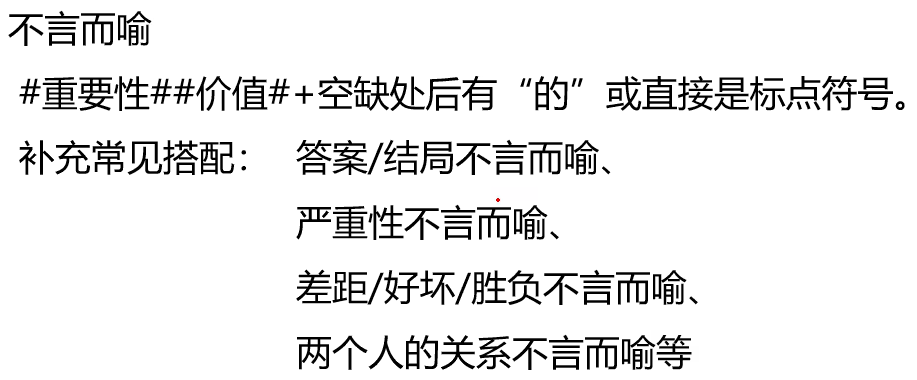 不言而喻
#重要性##价值#+空缺处后有“的”或直接是标点符号。
补充常见搭配： 答案/结局不言而喻、
严重性不言而喻、
差距/好坏/胜负不言而喻、
两个人的关系不言而喻等